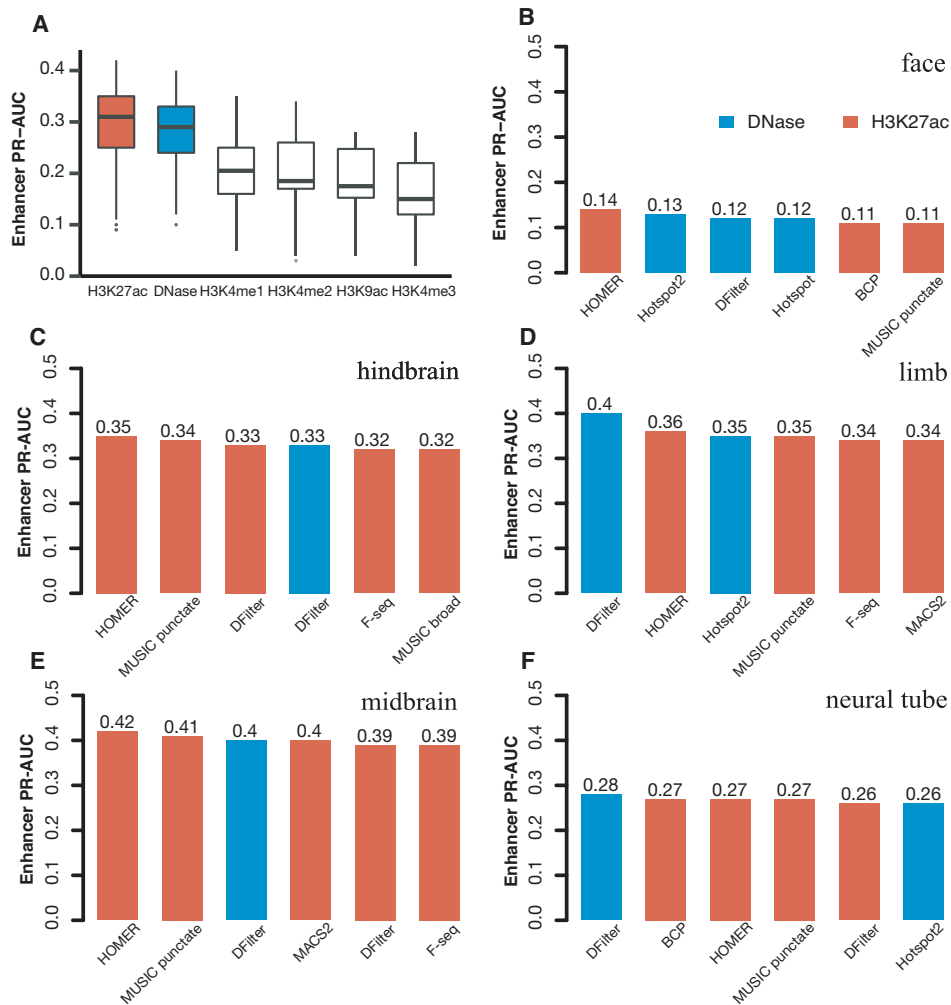 A
Enhancer PR−AUC
0.4
0.3
0.2
0.1
0.0
H3K27ac DNase H3K4me1 H3K4me2 H3K9ac H3K4me3
B
face
Enhancer PR-AUC
0.5
0.4
0.3
0.2
0.1
0.0
DNase H3K27ac
0.14 0.13 0.12 0.12 0.11 0.11
HOMER Hotspot2 DFilter Hotspot BCP MUSIC punctate
C
hindbrain
Enhancer PR-AUC
0.5
0.4
0.3
0.2
0.1
0.0
0.35 0.34 0.33 0.33 0.32 0.32
HOMER MUSIC punctate DFilter DFilter F-seq MUSIC broad
D
limb
Enhancer PR-AUC
0.5
0.4
0.3
0.2
0.1
0.0
0.4 0.36 0.35 0.35 0.34 0.34
DFilter HOMER Hotspot2 MUSIC punctate F-seq MACS2
E
midbrain
Enhancer PR-AUC
0.5
0.4
0.3
0.2
0.1
0.0
0.42 0.41 0.4 0.4 0.39 0.39
HOMER MUSIC punctate DFilter MACS2 DFilter F-seq
F
neural tube
Enhancer PR-AUC
0.5
0.4
0.3
0.2
0.1
0.0
0.28 0.27 0.27 0.27 0.26 0.26
DFilter BCP HOMER MUSIC punctate DFilter Hotspot2